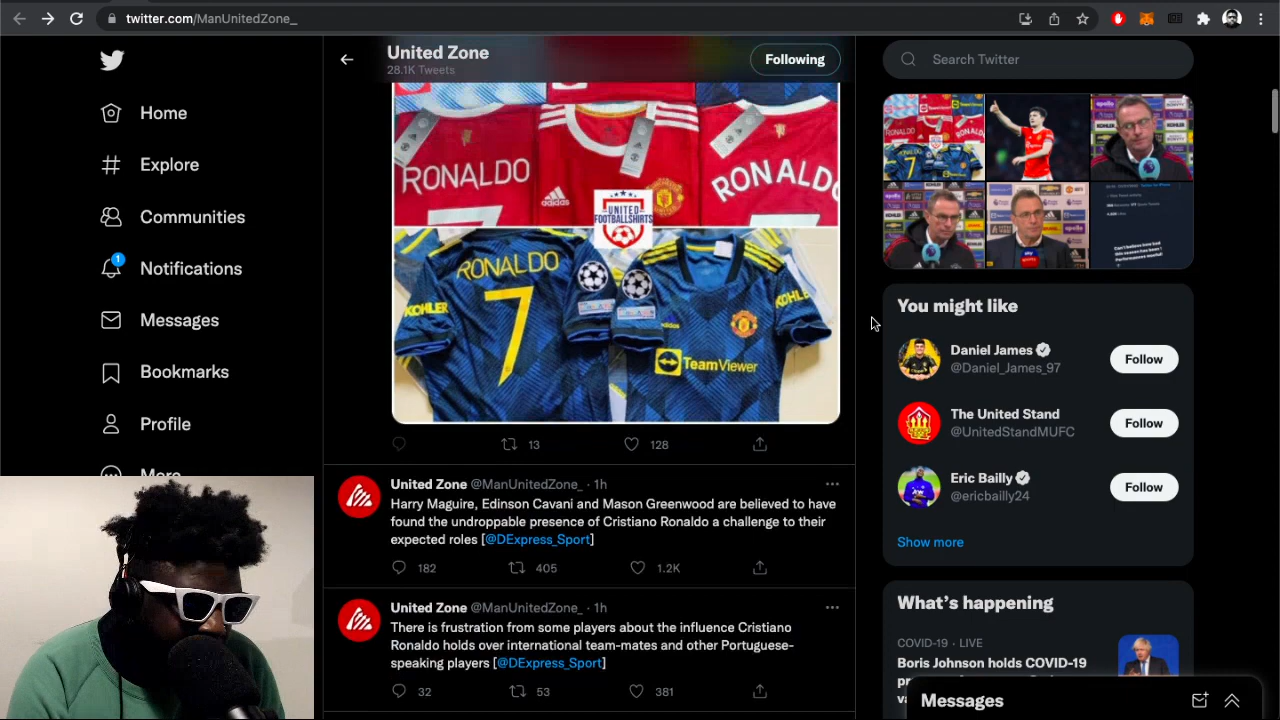 twitter.com/ManUnitedZone_
United Zone
28.1K Tweets
Following
Search Twitter
Home
Explore
Communities
1
Notifications
Messages
Bookmarks
Profile
More
RONALDO
adidas
RONALDO
UNITED
FOOTBALLSHIRTS
RONALDO
7
KOHLER
KOHLER
TeamViewer
13
128
United Zone @ManUnitedZone_ · 1h
Harry Maguire, Edinson Cavani and Mason Greenwood are believed to have
found the undroppable presence of Cristiano Ronaldo a challenge to their
expected roles [@DExpress_Sport]
182
405
1.2K
United Zone @ManUnitedZone_ · 1h
There is frustration from some players about the influence Cristiano
Ronaldo holds over international team-mates and other Portuguese-
speaking players [@DExpress_Sport]
32
53
381
You might like
Daniel James
@Daniel_James_97
Follow
The United Stand
@UnitedStandMUFC
Follow
Eric Bailly
@ericbailly24
Follow
Show more
What's happening
COVID-19 · LIVE
Boris Johnson holds COVID-19
Messages